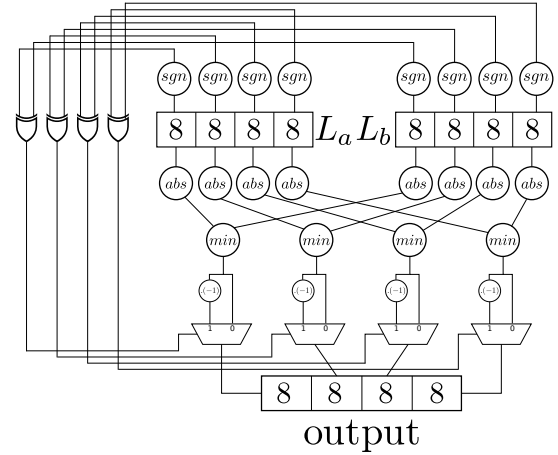 sgn sgn sgn sgn sgn sgn sgn sgn
8 8 8 8 L_a L_b 8 8 8 8
abs abs abs abs abs abs abs abs
min min min min
.(−1) .(−1) .(−1) .(−1)
1 0 1 0 1 0 1 0
8 8 8 8
output